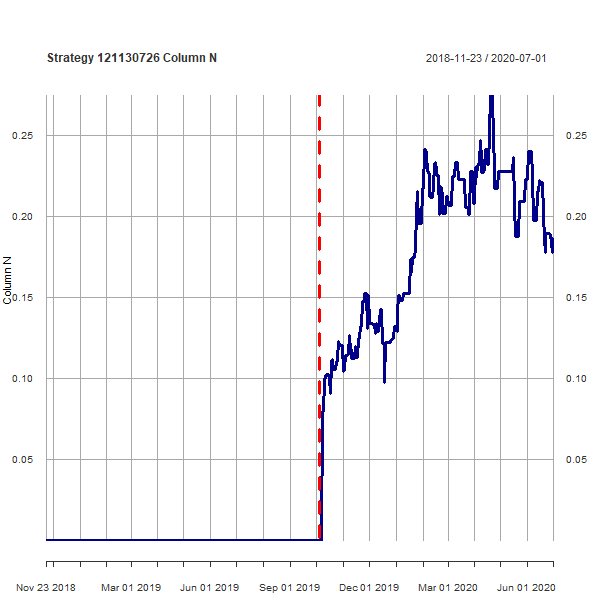 Strategy 121130726 Column N
2018-11-23 / 2020-07-01
0.25
0.25
0.20
0.20
Column N
0.15
0.15
0.10
0.10
0.05
0.05
Nov 23 2018
Mar 01 2019
Jun 01 2019
Sep 01 2019
Dec 01 2019
Mar 01 2020
Jun 01 2020